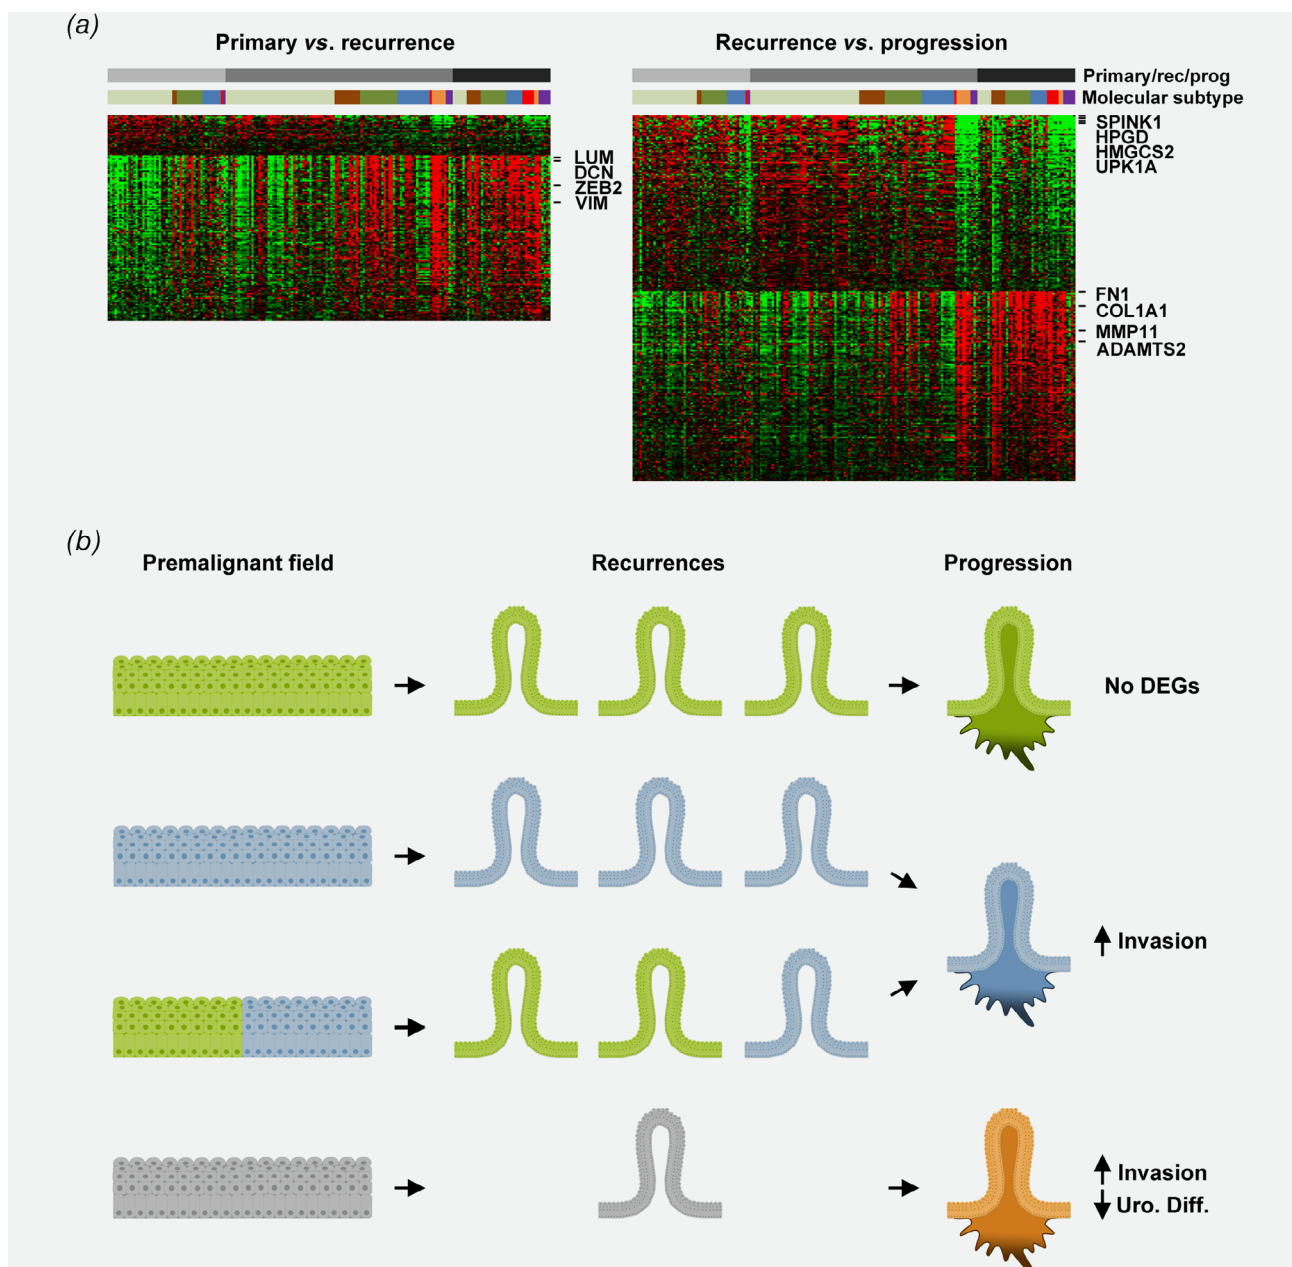 (a)
Primary vs. recurrence
Recurrence vs. progression
Primary/rec/prog
Molecular subtype
LUM
DCN
ZEB2
VIM
SPINK1
HPGD
HMGCS2
UPK1A
FN1
COL1A1
MMP11
ADAMTS2
(b)
Premalignant field
Recurrences
Progression
No DEGs
Invasion
Invasion
Uro. Diff.